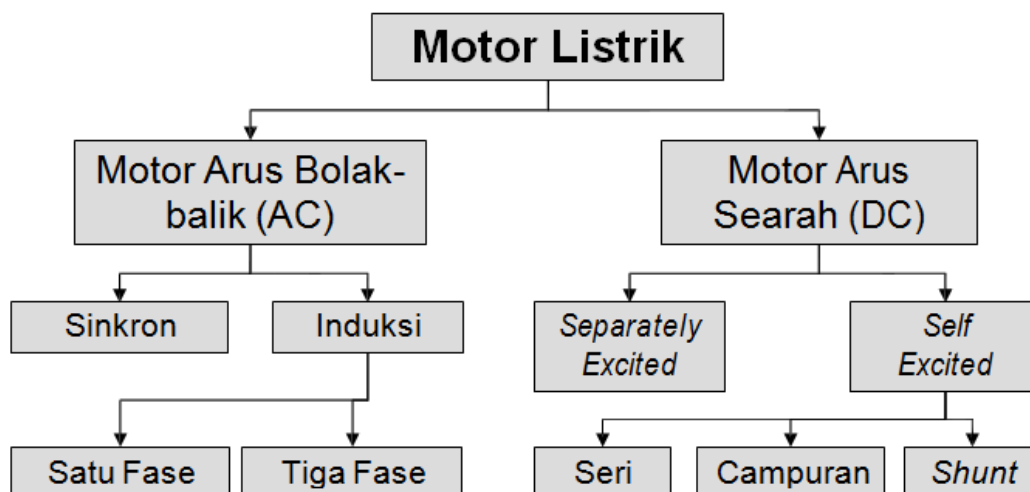 Motor Listrik
Motor Arus Bolak-
balik (AC)
Motor Arus
Searah (DC)
Sinkron
Induksi
Separately
Excited
Self
Excited
Satu Fase
Tiga Fase
Seri
Campuran
Shunt